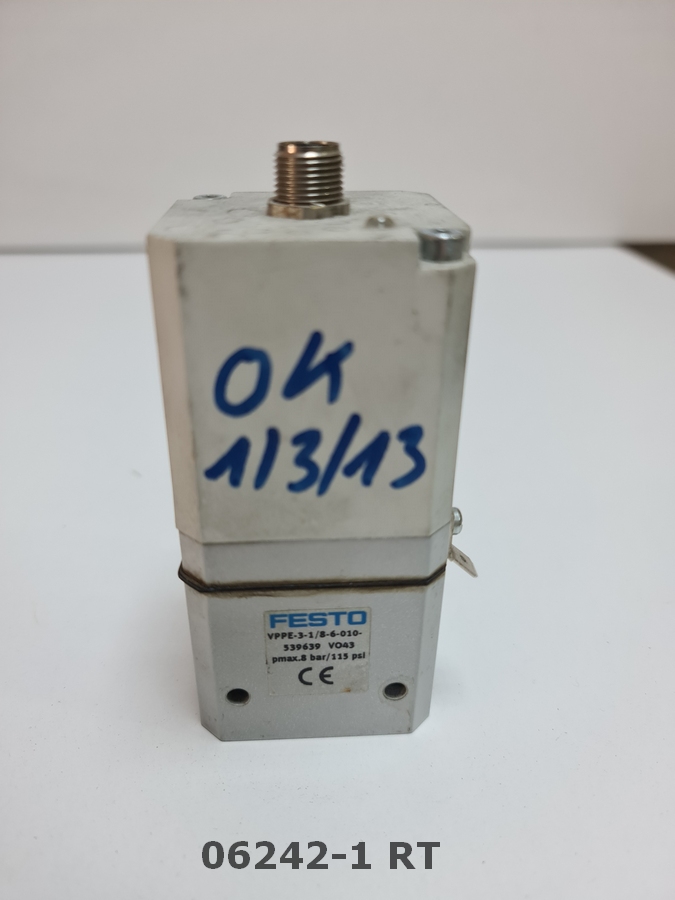 OK
1/3/13
FESTO
VPPE-3-1/8-6-010-
539639 VO43
pmax.8 bar/115 psi
CE
06242-1 RT